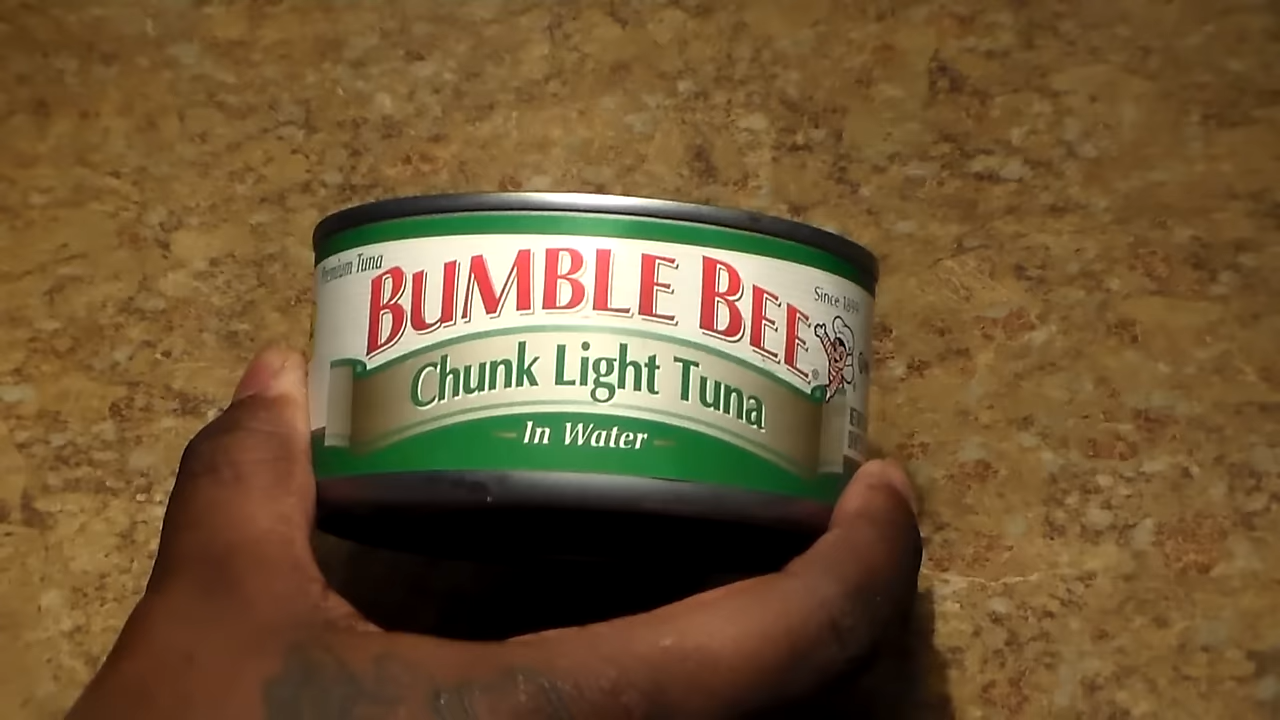 Premium Tuna
BUMBLE BEE®
Since 1899
Chunk Light Tuna
In Water